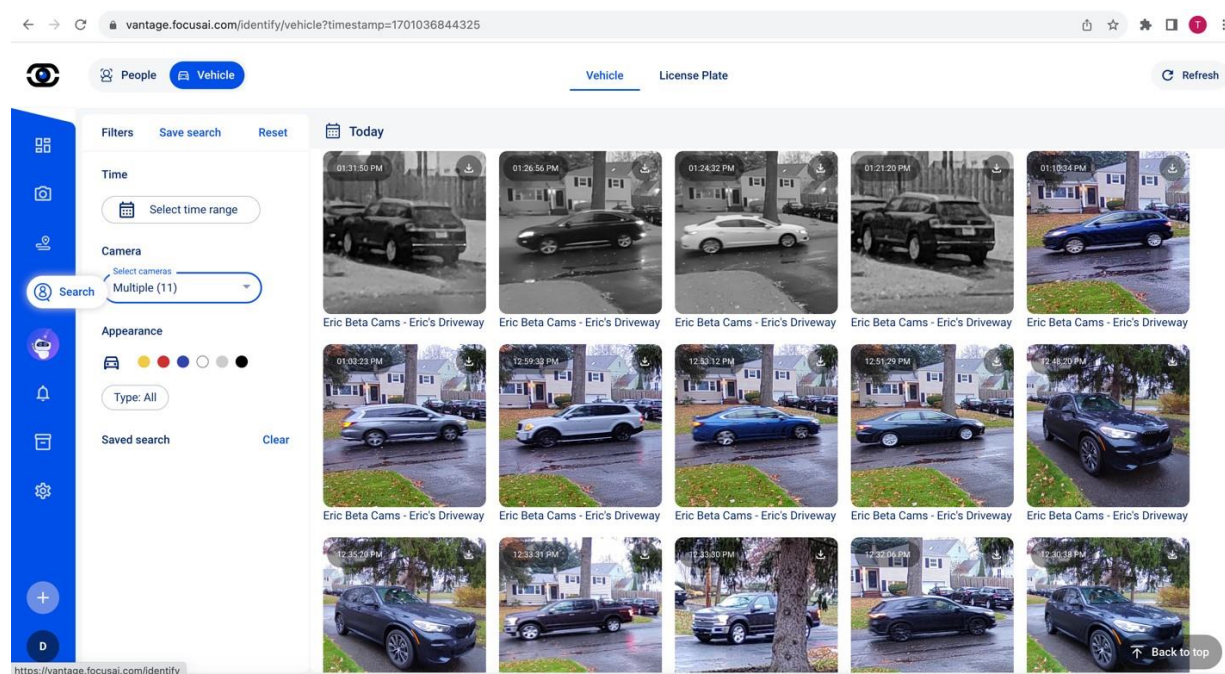 vantage.focusai.com/identify/vehicle?timestamp=1701036844325
T
People
Vehicle
Vehicle
License Plate
Refresh
Filters
Save search
Reset
Today
Time
Select time range
Camera
Select cameras
Multiple (11)
Search
Appearance
Type: All
Saved search
Clear
01:31:50 PM
01:26:56 PM
01:24:32 PM
01:21:20 PM
01:10:34 PM
Eric Beta Cams - Eric's Driveway
Eric Beta Cams - Eric's Driveway
Eric Beta Cams - Eric's Driveway
Eric Beta Cams - Eric's Driveway
Eric Beta Cams - Eric's Driveway
01:03:23 PM
12:59:33 PM
12:53:12 PM
12:51:29 PM
12:48:20 PM
Eric Beta Cams - Eric's Driveway
Eric Beta Cams - Eric's Driveway
Eric Beta Cams - Eric's Driveway
Eric Beta Cams - Eric's Driveway
Eric Beta Cams - Eric's Driveway
12:35:20 PM
12:33:31 PM
12:33:30 PM
12:32:06 PM
12:30:38 PM
D
Back to top
https://vantage.focusai.com/identify